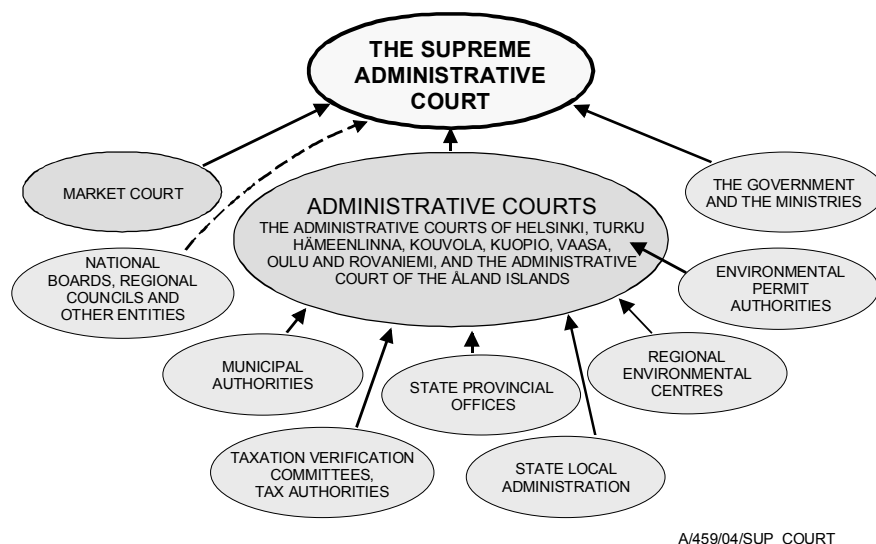 THE SUPREME
ADMINISTRATIVE
COURT
MARKET COURT
THE GOVERNMENT
AND THE MINISTRIES
ADMINISTRATIVE COURTS
THE ADMINISTRATIVE COURTS OF HELSINKI, TURKU
HÄMEENLINNA, KOUVOLA, KUOPIO, VAASA,
OULU AND ROVANIEMI, AND THE ADMINISTRATIVE
COURT OF THE ÅLAND ISLANDS
NATIONAL
BOARDS, REGIONAL
COUNCILS AND
OTHER ENTITIES
ENVIRONMENTAL
PERMIT
AUTHORITIES
MUNICIPAL
AUTHORITIES
STATE PROVINCIAL
OFFICES
REGIONAL
ENVIRONMENTAL
CENTRES
TAXATION VERIFICATION
COMMITTEES,
TAX AUTHORITIES
STATE LOCAL
ADMINISTRATION
A/459/04/SUP_COURT